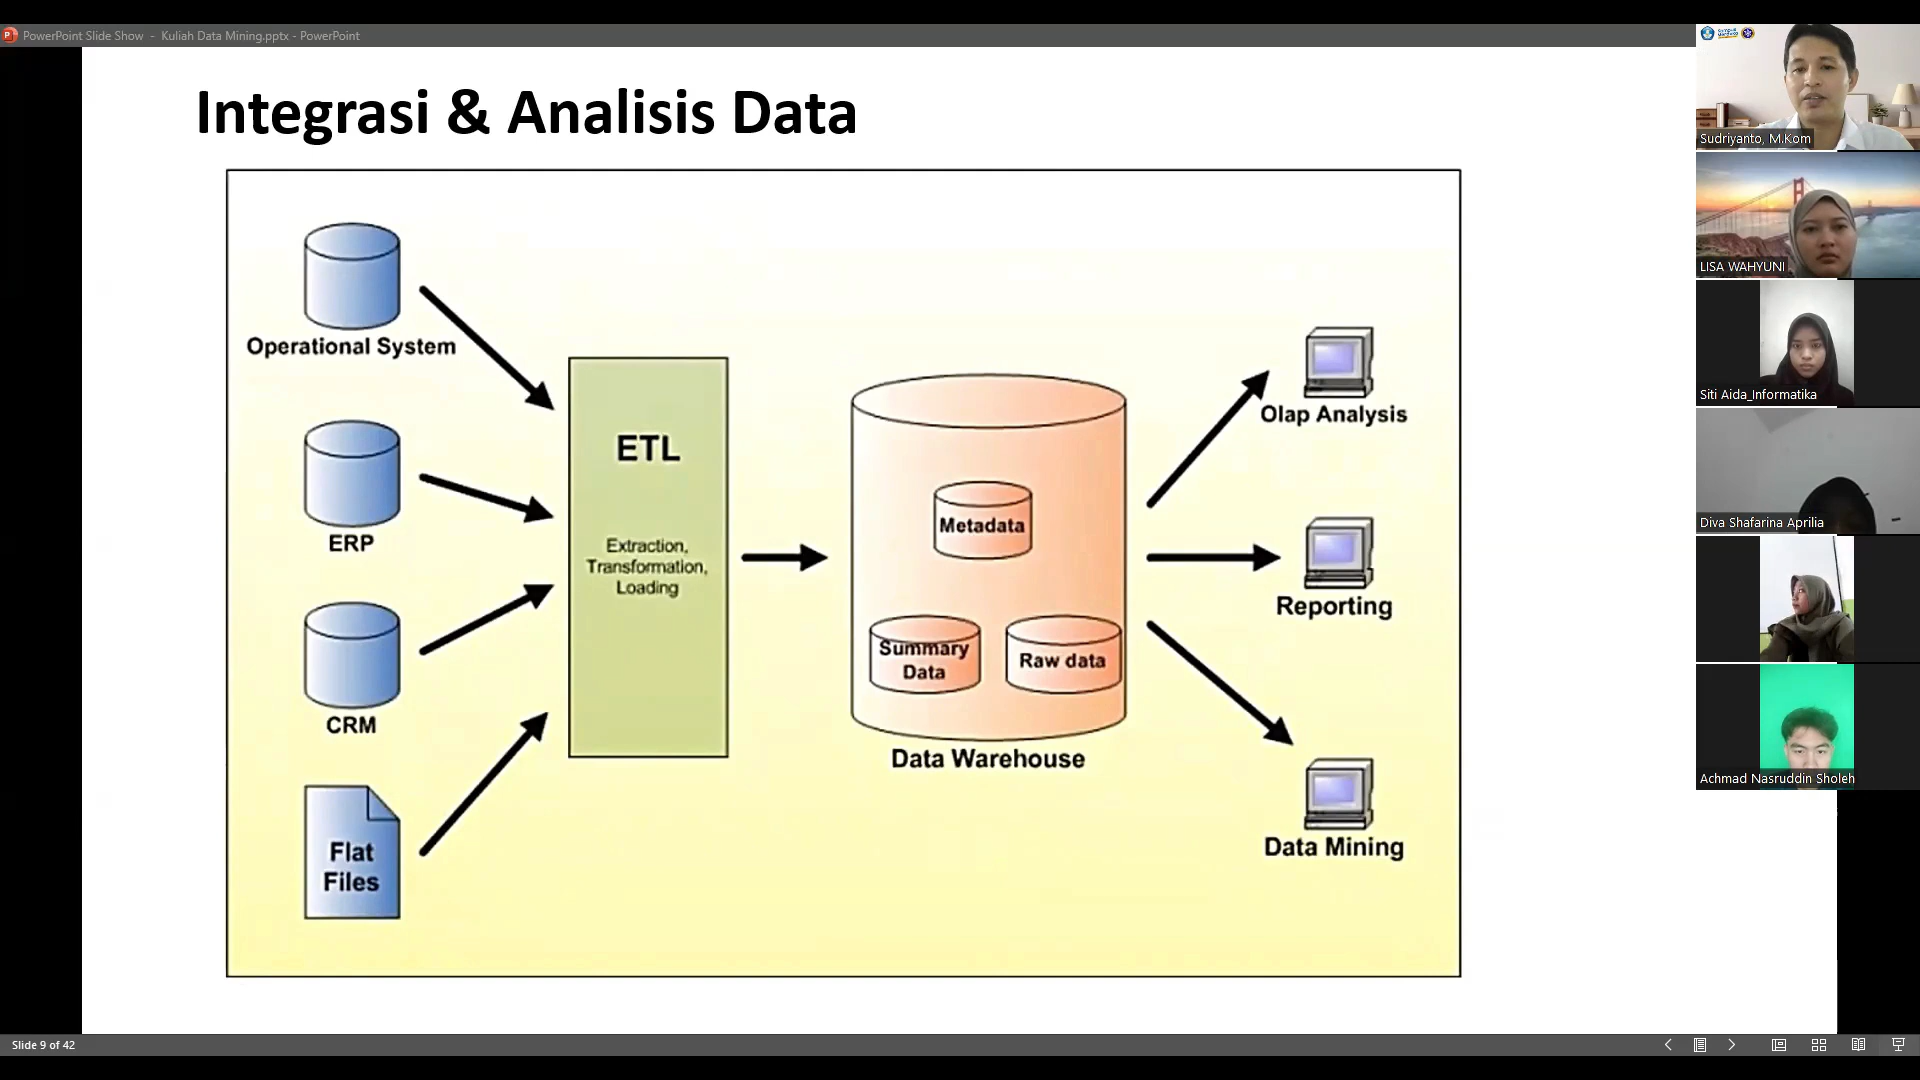 PowerPoint Slide Show - Kuliah Data Mining.pptx - PowerPoint
Integrasi & Analisis Data
Operational System
ERP
CRM
Flat
Files
ETL
Extraction,
Transformation,
Loading
Metadata
Summary
Data
Raw data
Data Warehouse
Olap Analysis
Reporting
Data Mining
Sudriyanto, M.Kom
LISA WAHYUNI
Siti Aida_Informatika
Diva Shafarina Aprilia
Achmad Nasruddin Sholeh
Slide 9 of 42